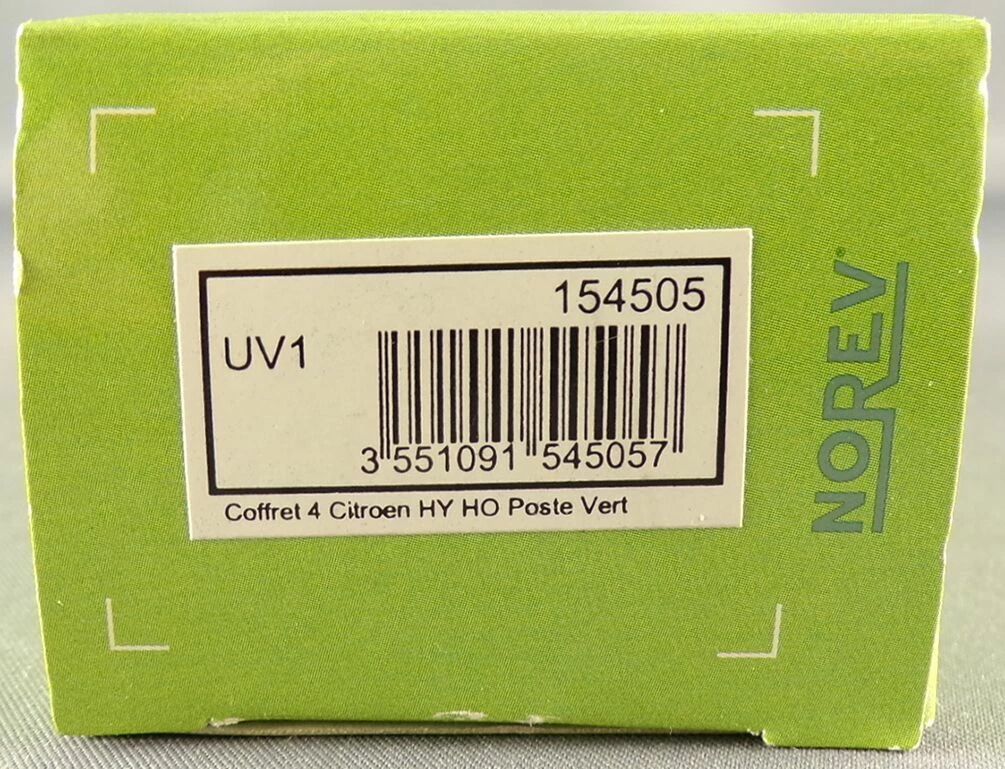 154505
UV1
3 551091 545057
Coffret 4 Citroen HY HO Poste Vert
NOREV